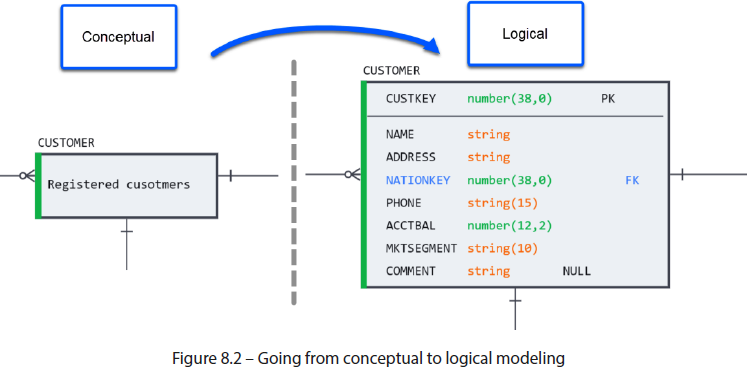 Conceptual
Logical
CUSTOMER
Registered cusotmers
CUSTOMER
CUSTKEY number(38,0) PK
NAME string
ADDRESS string
NATIONKEY number(38,0) FK
PHONE string(15)
ACCTBAL number(12,2)
MKTSEGMENT string(10)
COMMENT string NULL
Figure 8.2 – Going from conceptual to logical modeling